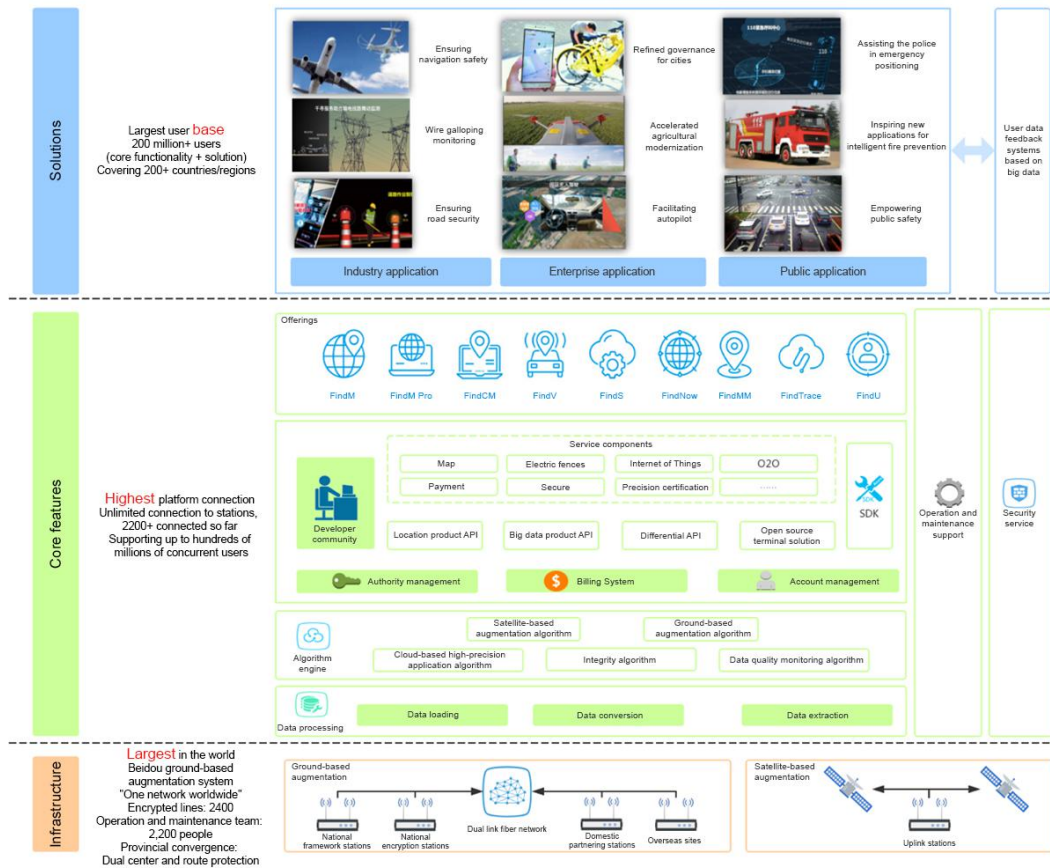 Solutions
Largest user base
200 million+ users
(core functionality + solution)
Covering 200+ countries/regions
Ensuring
navigation safety
Refined governance
for cities
Assisting the police
in emergency
positioning
Wire galloping
monitoring
Accelerated
agricultural
modernization
Inspiring new
applications for
intelligent fire prevention
Ensuring
road security
Facilitating
autopilot
Empowering
public safety
User data
feedback
systems
based on
big data
Industry application
Enterprise application
Public application
Core features
Highest platform connection
Unlimited connection to stations,
2200+ connected so far
Supporting up to hundreds of
millions of concurrent users
Offerings
FindM
FindM Pro
FindCM
FindV
FindS
FindNow
FindMM
FindTrace
FindU
Service components
Map
Electric fences
Internet of Things
O2O
Payment
Secure
Precision certification
......
Developer
community
Location product API
Big data product API
Differential API
Open source
terminal solution
SDK
Authority management
Billing System
Account management
Operation and
maintenance
support
Security
service
Algorithm
engine
Satellite-based
augmentation algorithm
Ground-based
augmentation algorithm
Cloud-based high-precision
application algorithm
Integrity algorithm
Data quality monitoring algorithm
Data processing
Data loading
Data conversion
Data extraction
Infrastructure
Largest in the world
Beidou ground-based
augmentation system
"One network worldwide"
Encrypted lines: 2400
Operation and maintenance team:
2,200 people
Provincial convergence:
Dual center and route protection
Ground-based
augmentation
National
framework stations
National
encryption stations
Dual link fiber network
Domestic
partnering stations
Overseas sites
Satellite-based
augmentation
Uplink stations